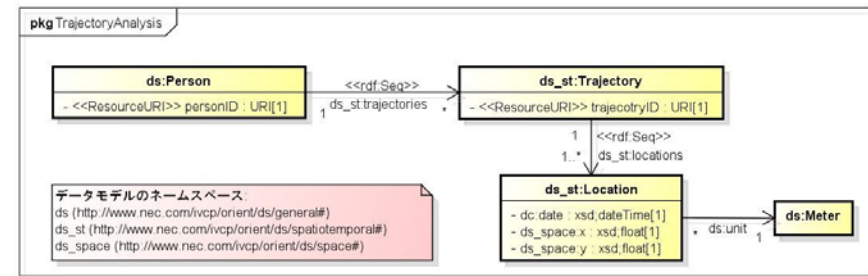 pkg TrajectoryAnalysis
ds:Person
- <<ResourceURI>> personID : URI[1]
<<rdf:Seq>>
1 ds_st:trajectories *
ds_st:Trajectory
- <<ResourceURI>> trajecotryID : URI[1]
1 <<rdf:Seq>>
1..* ds_st:locations
ds_st:Location
- dc:date : xsd;dateTime[1]
- ds_space:x : xsd;float[1]
- ds_space:y : xsd;float[1]
* ds:unit 1
ds:Meter
データモデルのネームスペース:
ds (http://www.nec.com/ivcp/orient/ds/general#)
ds_st (http://www.nec.com/ivcp/orient/ds/spatiotemporal#)
ds_space (http://www.nec.com/ivcp/orient/ds/space#)